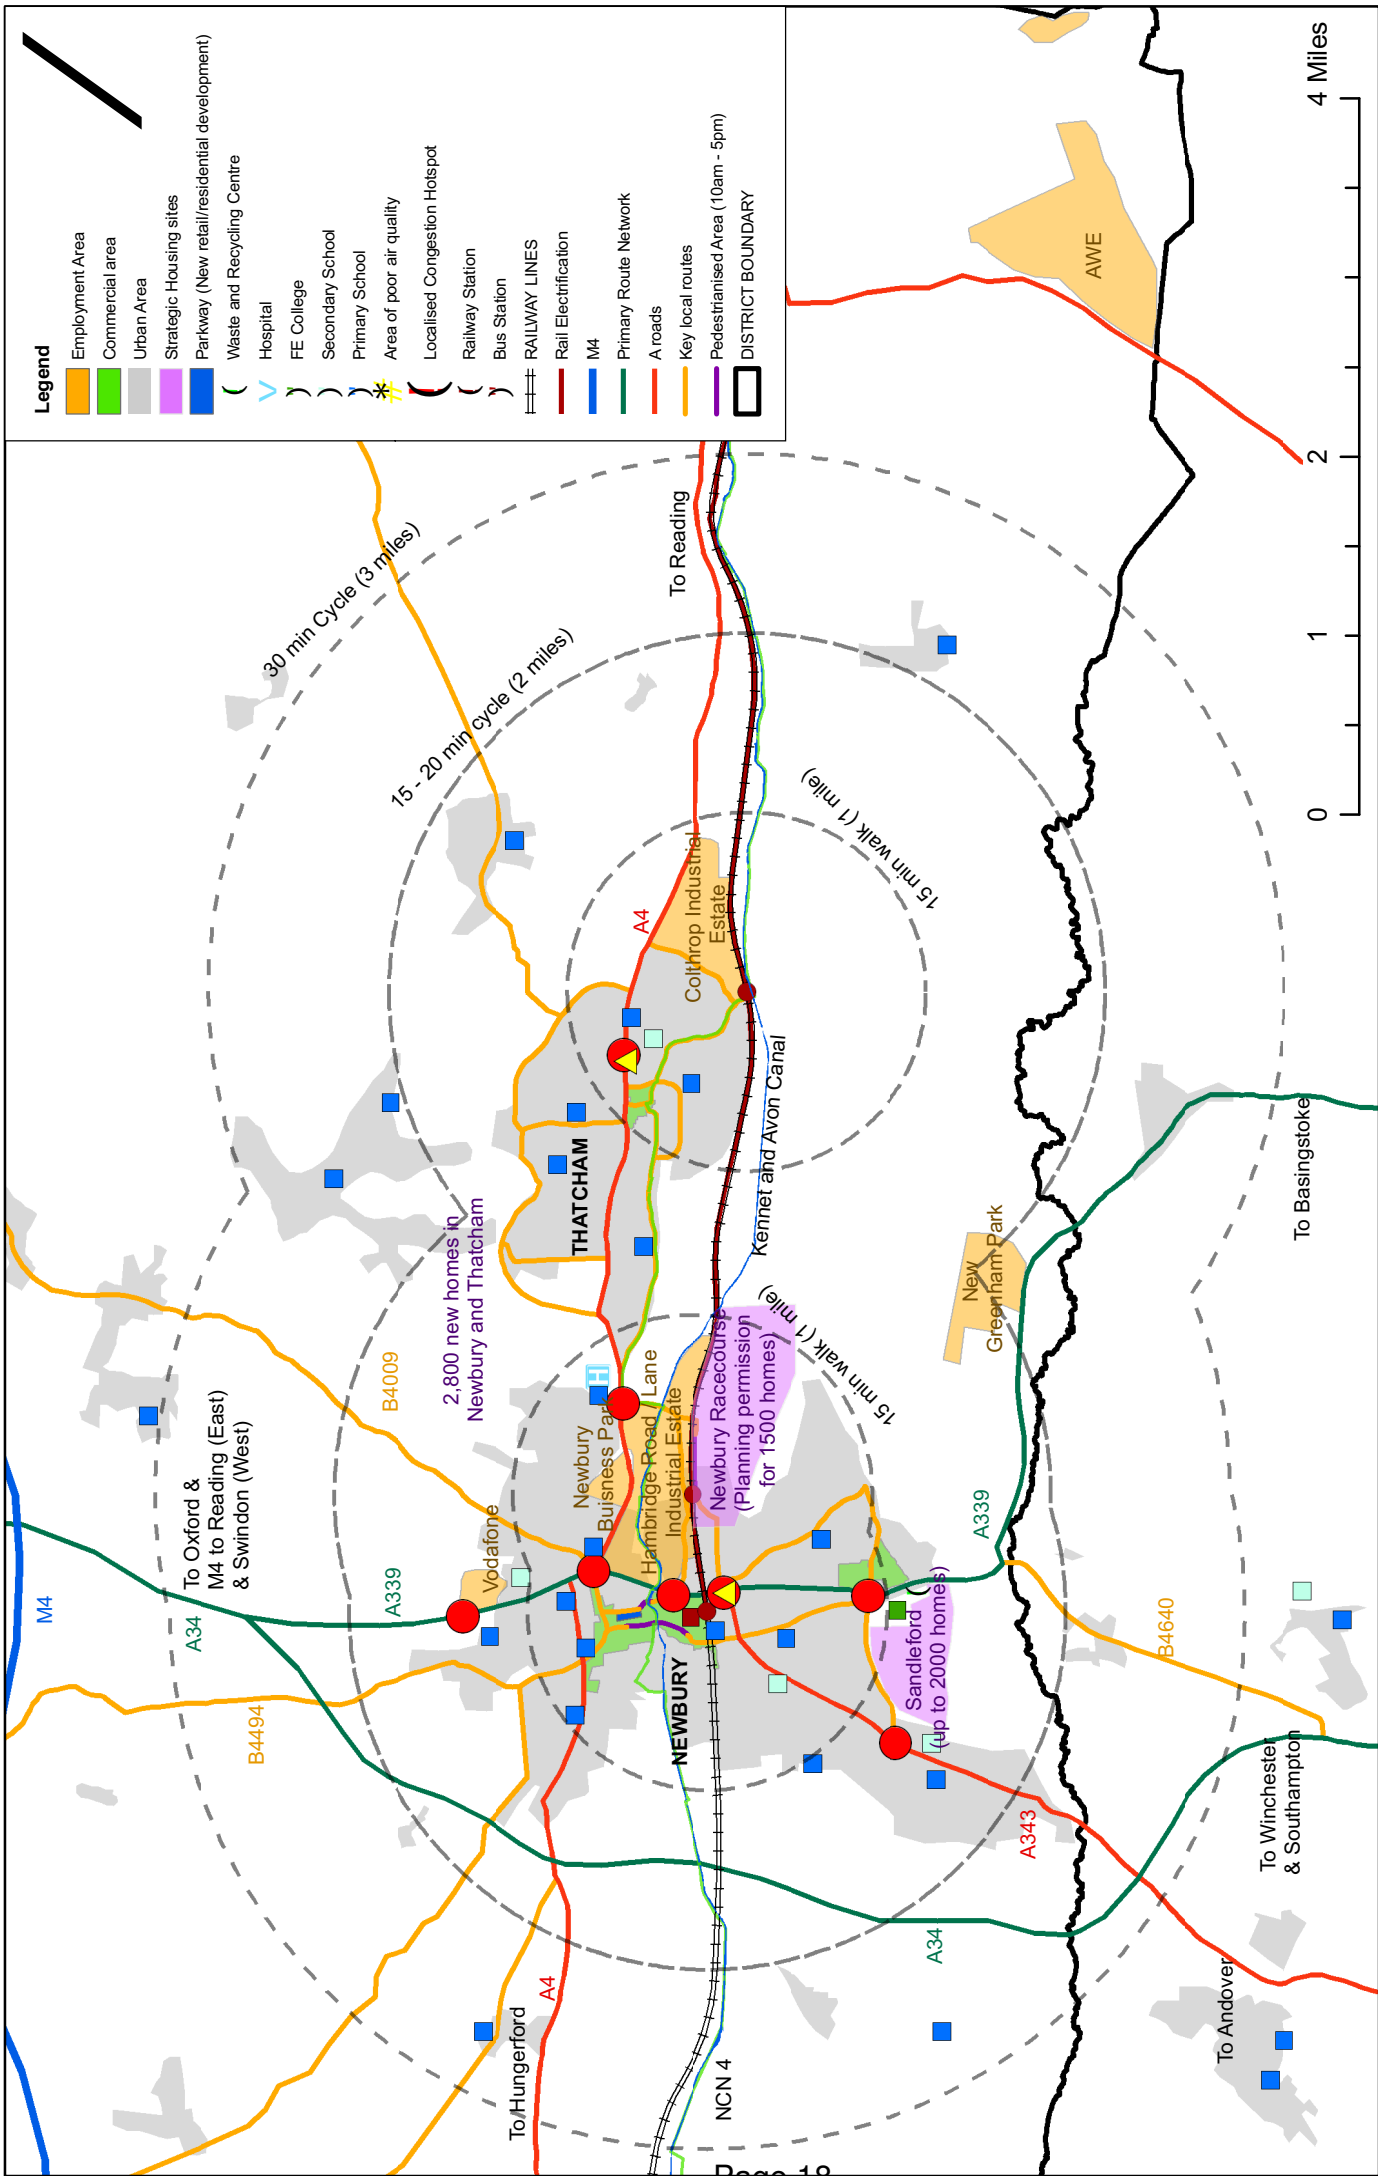 Legend
Employment Area
Commercial area
Urban Area
Strategic Housing sites
Parkway (New retail/residential development)
Waste and Recycling Centre
Hospital
FE College
Secondary School
Primary School
Area of poor air quality
Localised Congestion Hotspot
Railway Station
Bus Station
RAILWAY LINES
Rail Electrification
M4
Primary Route Network
A roads
Key local routes
Pedestrianised Area (10am - 5pm)
DISTRICT BOUNDARY
M4
To Oxford &
M4 to Reading (East)
& Swindon (West)
A34
A339
B4494
B4009
Vodafone
2,800 new homes in
Newbury and Thatcham
30 min Cycle (3 miles)
15 - 20 min cycle (2 miles)
THATCHAM
A4
Colthrop Industrial
Estate
To Reading
15 min walk (1 mile)
Kennet and Avon Canal
H
Newbury
Buisness Park
Hambridge Road / Lane
Industrial Estate
Newbury Racecourse
(Planning permission
for 1500 homes)
15 min walk (1 mile)
NEWBURY
A4
To Hungerford
NCN 4
Sandleford
(up to 2000 homes)
A339
New
Greenham Park
AWE
A343
A34
B4640
To Basingstoke
To Winchester
& Southampton
To Andover
0
1
2
4 Miles
Page 18